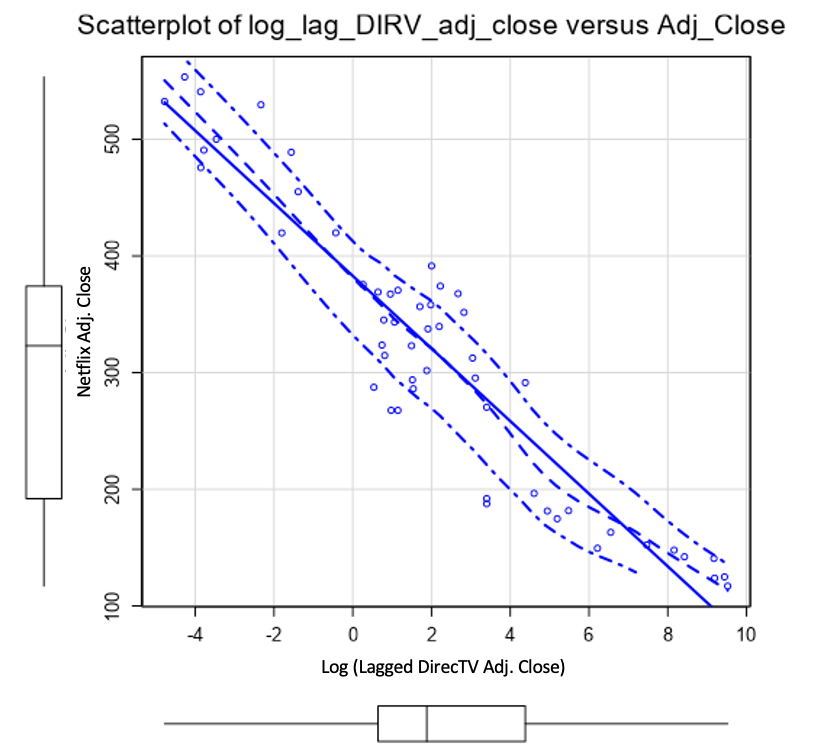 Scatterplot of log_lag_DIRV_adj_close versus Adj_Close
500
400
300
200
100
Netflix Adj. Close
-4 -2 0 2 4 6 8 10
Log (Lagged DirecTV Adj. Close)